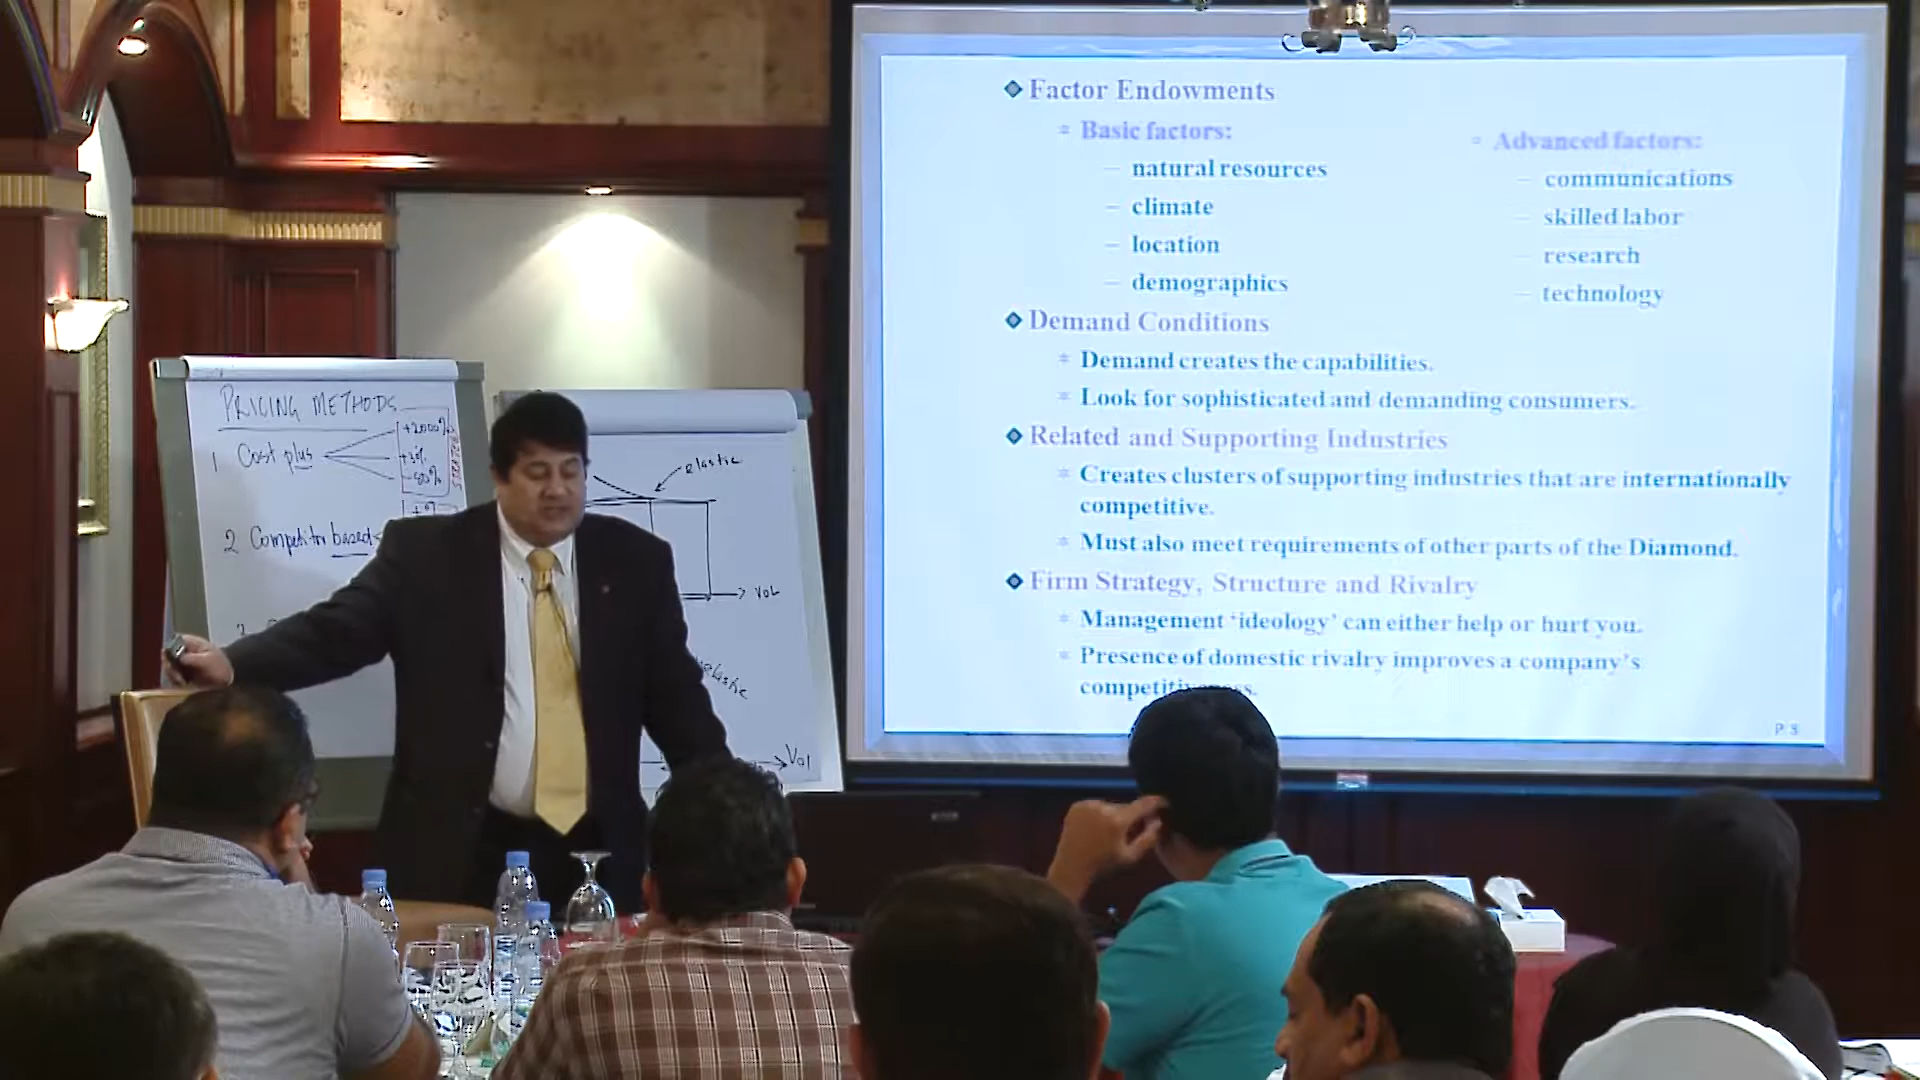 PRICING METHODS
1 Cost plus
+2000%
+3%
-80%
+%
2 Competitor based
elastic
VOL
Vol
Factor Endowments
Basic factors:
– natural resources
– climate
– location
– demographics
Advanced factors:
– communications
– skilled labor
– research
– technology
Demand Conditions
Demand creates the capabilities.
Look for sophisticated and demanding consumers.
Related and Supporting Industries
Creates clusters of supporting industries that are internationally
competitive.
Must also meet requirements of other parts of the Diamond.
Firm Strategy, Structure and Rivalry
Management ‘ideology’ can either help or hurt you.
Presence of domestic rivalry improves a company’s
P 3